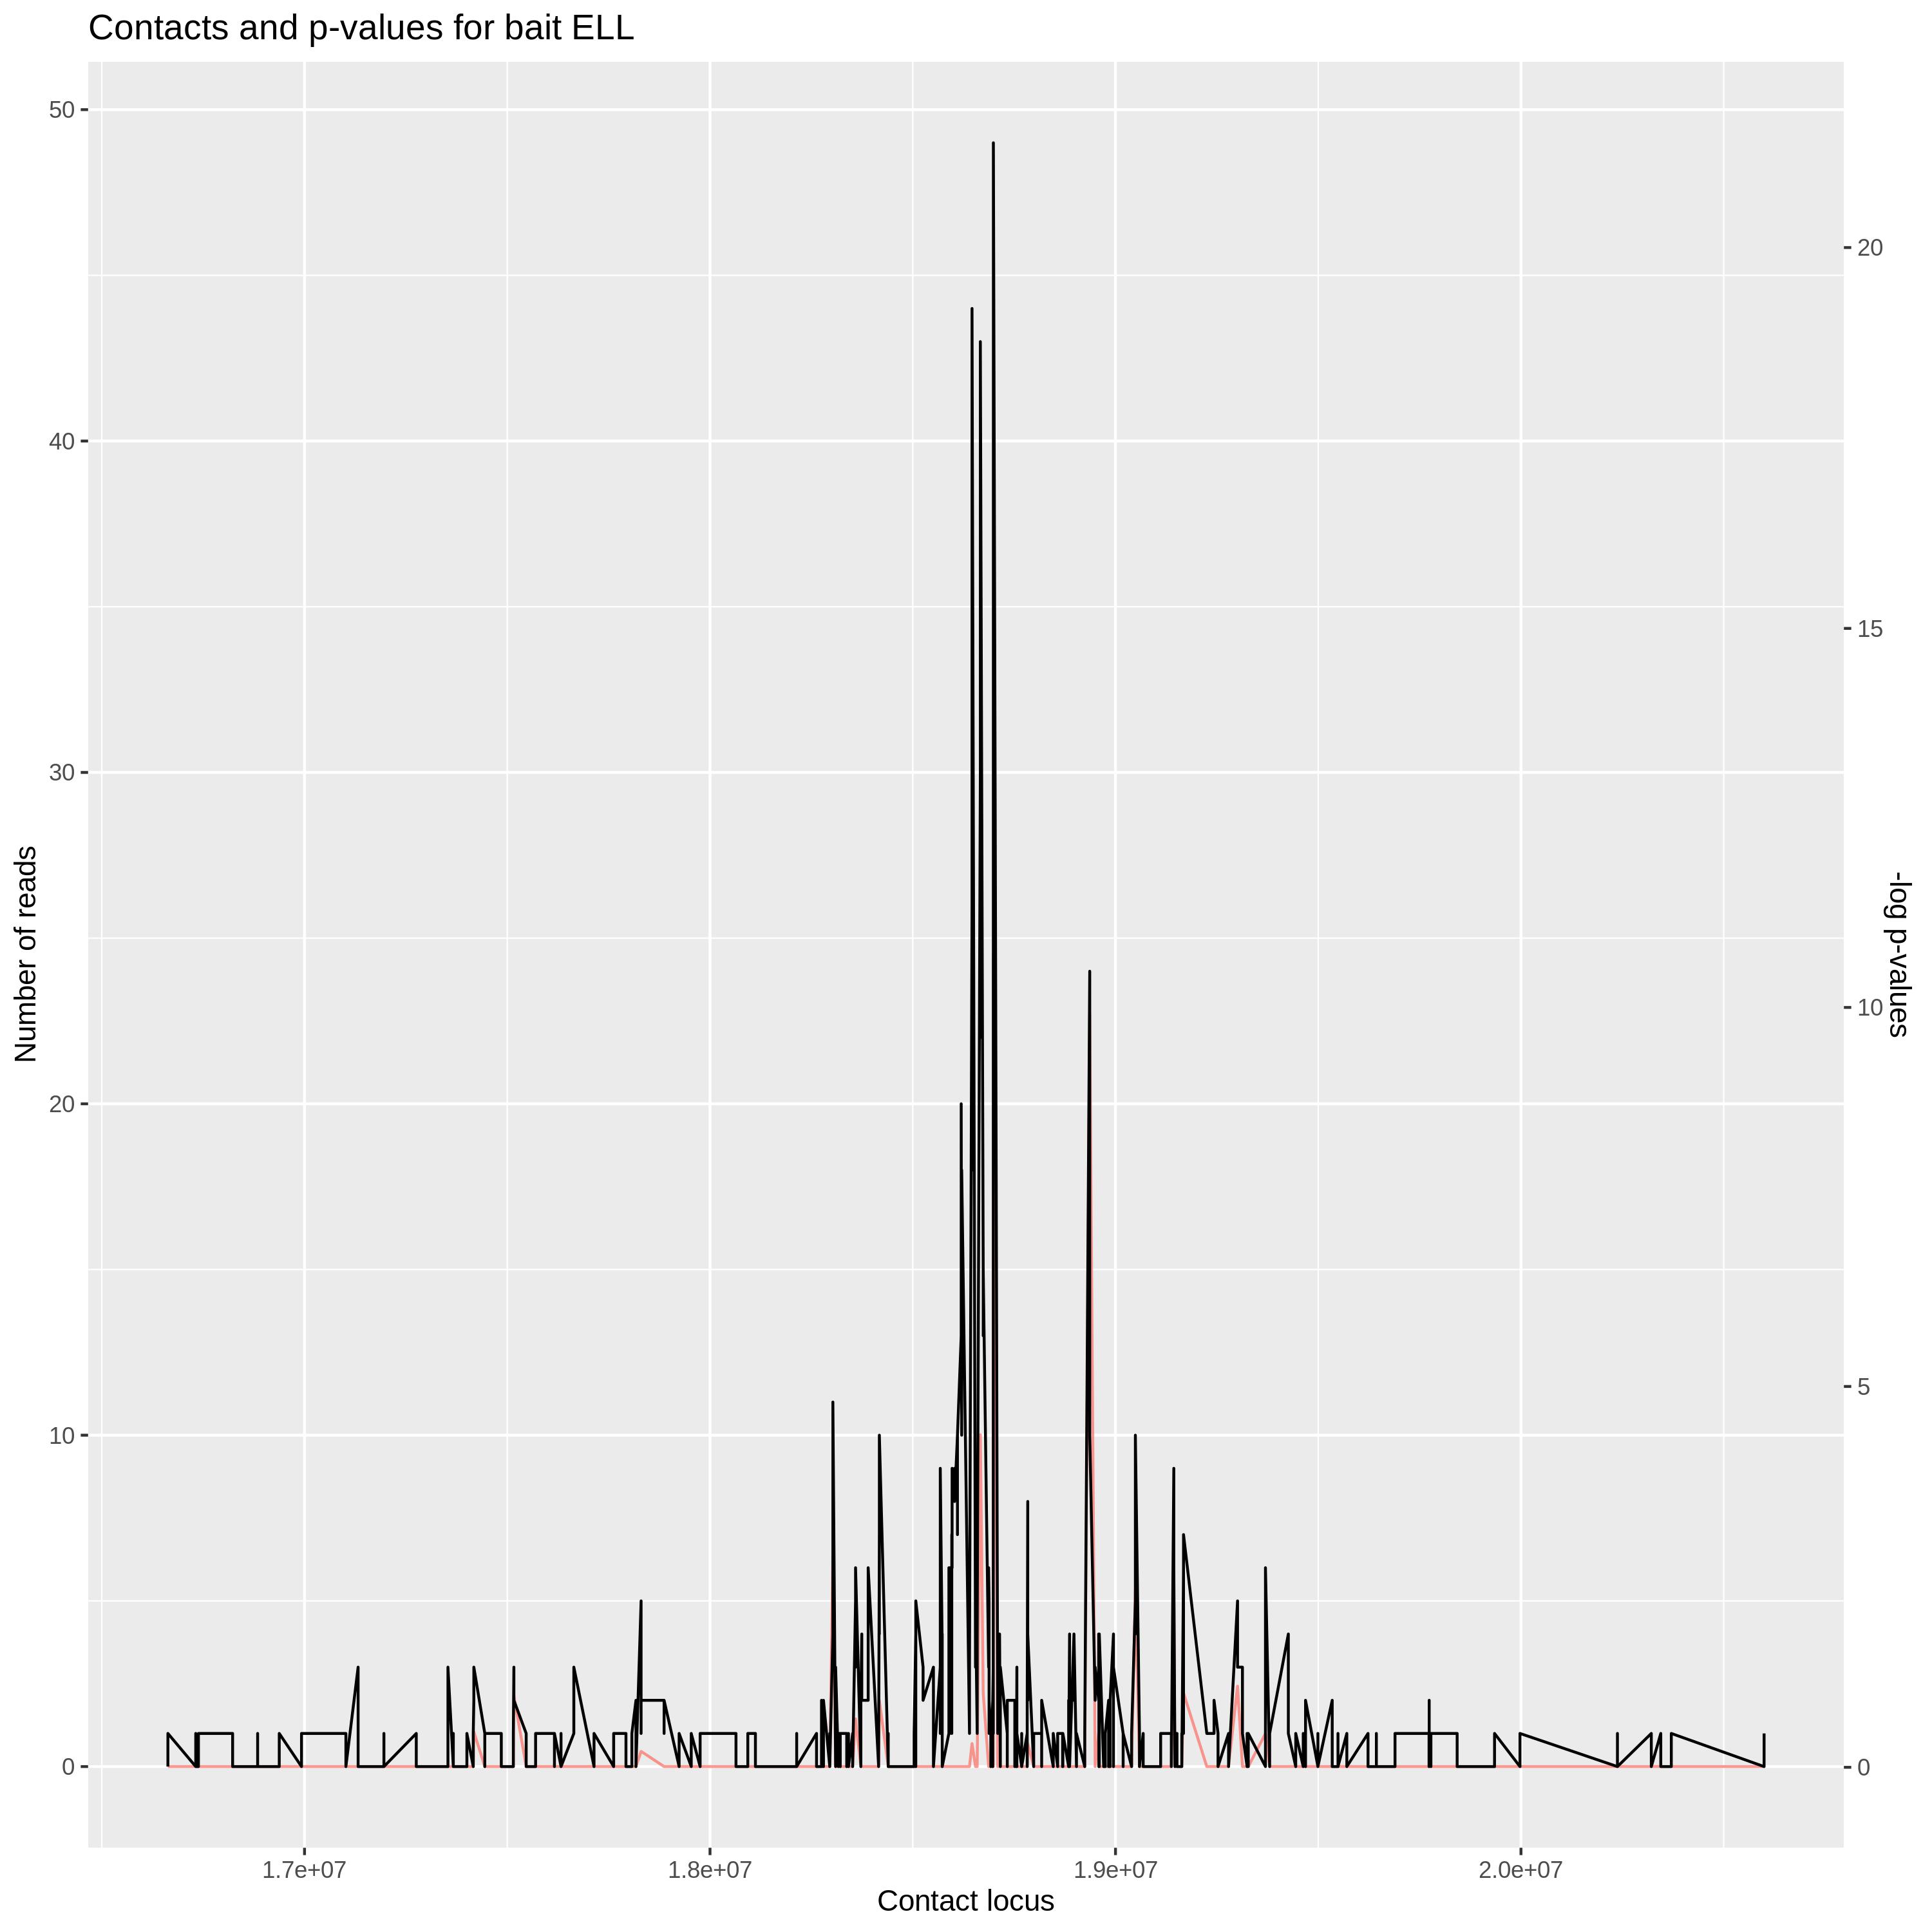 Contacts and p-values for bait ELL
50
40
30
20
10
0
Number of reads
20
15
10
5
0
-log p-values
1.7e+07
1.8e+07
1.9e+07
2.0e+07
Contact locus